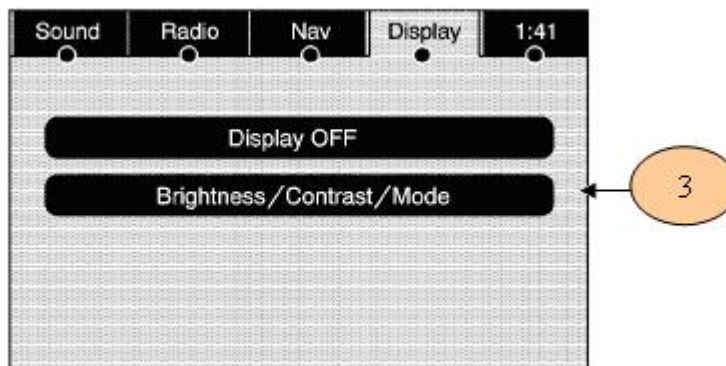 Sound Radio Nav Display 1:41
Display OFF
Brightness/Contrast/Mode
3